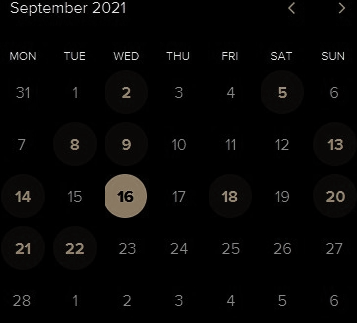 September 2021
MON TUE WED THU FRI SAT SUN
31 1 2 3 4 5 6
7 8 9 10 11 12 13
14 15 16 17 18 19 20
21 22 23 24 25 26 27
28 1 2 3 4 5 6